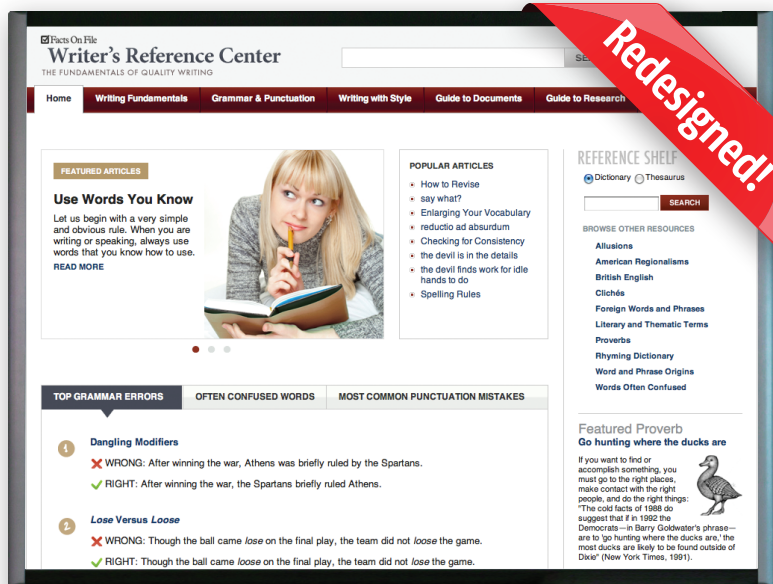 Facts On File
Writer's Reference Center
THE FUNDAMENTALS OF QUALITY WRITING
Redesigned!
Home
Writing Fundamentals
Grammar & Punctuation
Writing with Style
Guide to Documents
Guide to Research
FEATURED ARTICLES
Use Words You Know
Let us begin with a very simple
and obvious rule. When you are
writing or speaking, always use
words that you know how to use.
READ MORE
POPULAR ARTICLES
How to Revise
say what?
Enlarging Your Vocabulary
reductio ad absurdum
Checking for Consistency
the devil is in the details
the devil finds work for idle
hands to do
Spelling Rules
REFERENCE SHELF
Dictionary Thesaurus
SEARCH
BROWSE OTHER RESOURCES
Allusions
American Regionalisms
British English
Clichés
Foreign Words and Phrases
Literary and Thematic Terms
Proverbs
Rhyming Dictionary
Word and Phrase Origins
Words Often Confused
TOP GRAMMAR ERRORS
OFTEN CONFUSED WORDS
MOST COMMON PUNCTUATION MISTAKES
1
Dangling Modifiers
WRONG: After winning the war, Athens was briefly ruled by the Spartans.
RIGHT: After winning the war, the Spartans briefly ruled Athens.
2
Lose Versus Loose
WRONG: Though the ball came lose on the final play, the team did not loose the game.
RIGHT: Though the ball came loose on the final play, the team did not lose the game.
Featured Proverb
Go hunting where the ducks are
If you want to find or
accomplish something, you
must go to the right places,
make contact with the right
people, and do the right things:
"The cold facts of 1988 do
suggest that if in 1992 the
Democrats—in Barry Goldwater's phrase—
are to 'go hunting where the ducks are,' the
most ducks are likely to be found outside of
Dixie" (New York Times, 1991).